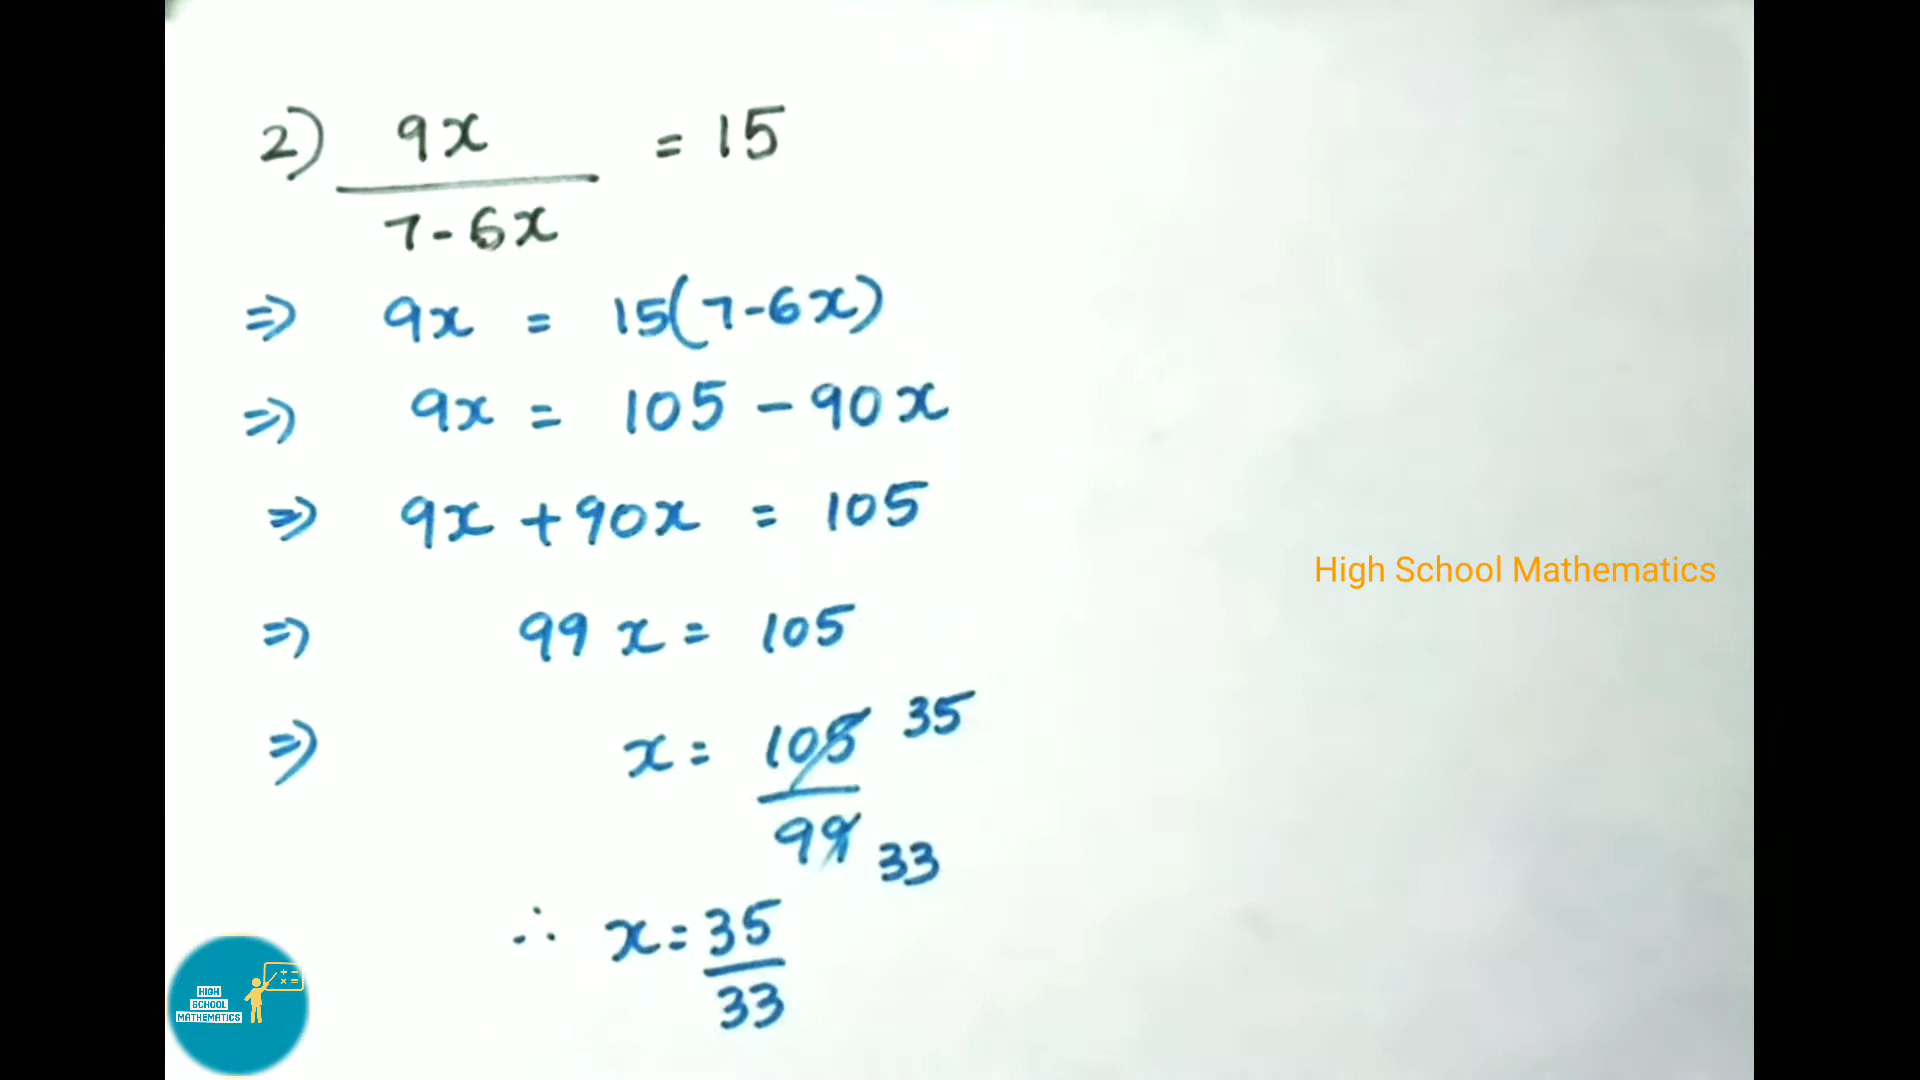 2) 9x / 7-6x = 15
⇒ 9x = 15(7-6x)
⇒ 9x = 105 - 90x
⇒ 9x + 90x = 105
⇒ 99x = 105
⇒ x = 105 / 99 35 33
∴ x = 35 / 33
High School Mathematics
HIGH
SCHOOL
MATHEMATICS